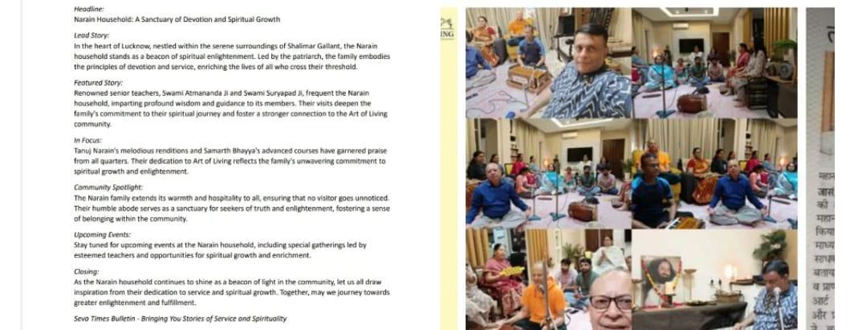 Headline:
Narain Household: A Sanctuary of Devotion and Spiritual Growth
Lead Story:
In the heart of Lucknow, nestled within the serene surroundings of Shalimar Gallant, the Narain
household stands as a beacon of spiritual enlightenment. Led by the patriarch, the family embodies
the principles of devotion and service, enriching the lives of all who cross their threshold.
Featured Story:
Renowned senior teachers, Swami Atmananda Ji and Swami Suryapad Ji, frequent the Narain
household, imparting profound wisdom and guidance to its members. Their visits deepen the
family's commitment to their spiritual journey and foster a stronger connection to the Art of Living
community.
In Focus:
Tanuj Narain's melodious renditions and Samarth Bhayya's advanced courses have garnered praise
from all quarters. Their dedication to Art of Living reflects the family's unwavering commitment to
spiritual growth and enlightenment.
Community Spotlight:
The Narain family extends its warmth and hospitality to all, ensuring that no visitor goes unnoticed.
Their humble abode serves as a sanctuary for seekers of truth and enlightenment, fostering a sense
of belonging within the community.
Upcoming Events:
Stay tuned for upcoming events at the Narain household, including special gatherings led by
esteemed teachers and opportunities for spiritual growth and enrichment.
Closing:
As the Narain household continues to shine as a beacon of light in the community, let us all draw
inspiration from their dedication to service and spiritual growth. Together, may we journey towards
greater enlightenment and fulfillment.
Seva Times Bulletin - Bringing You Stories of Service and Spirituality
ING
की
महान
किया
माध्य
साधव
बताय
व प्राण
आर्ट
और